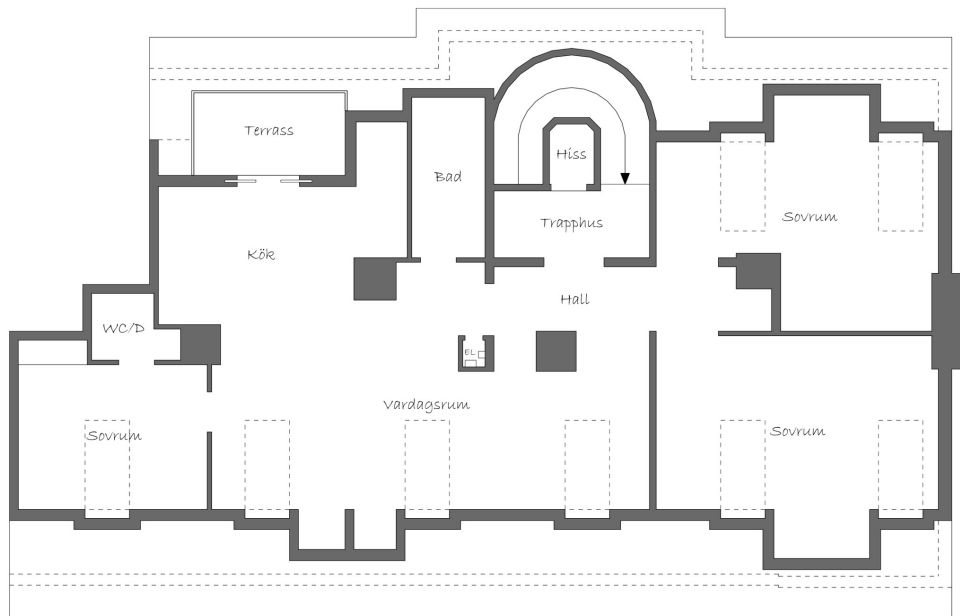 Terrass
Hiss
Bad
Sovrum
Trapphus
Kök
Hall
WC/D
EL
Vardagsrum
Sovrum
Sovrum